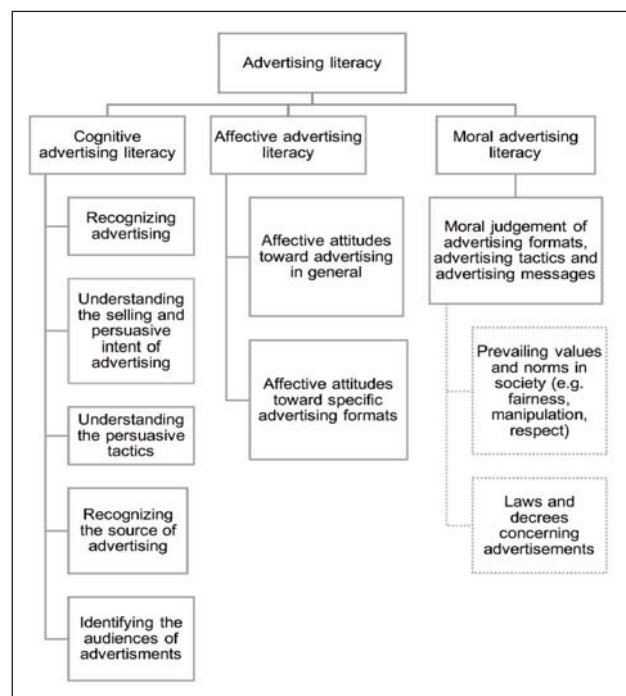 Advertising literacy
Cognitive
advertising literacy
Recognizing
advertising
Understanding
the selling and
persuasive
intent of
advertising
Understanding
the persuasive
tactics
Recognizing
the source of
advertising
Identifying the
audiences of
advertisments
Affective advertising
literacy
Affective attitudes
toward advertising
in general
Affective attitudes
toward specific
advertising formats
Moral advertising
literacy
Moral judgement of
advertising formats,
advertising tactics and
advertising messages
Prevailing values
and norms in
society (e.g.
fairness,
manipulation,
respect)
Laws and
decrees
concerning
advertisements